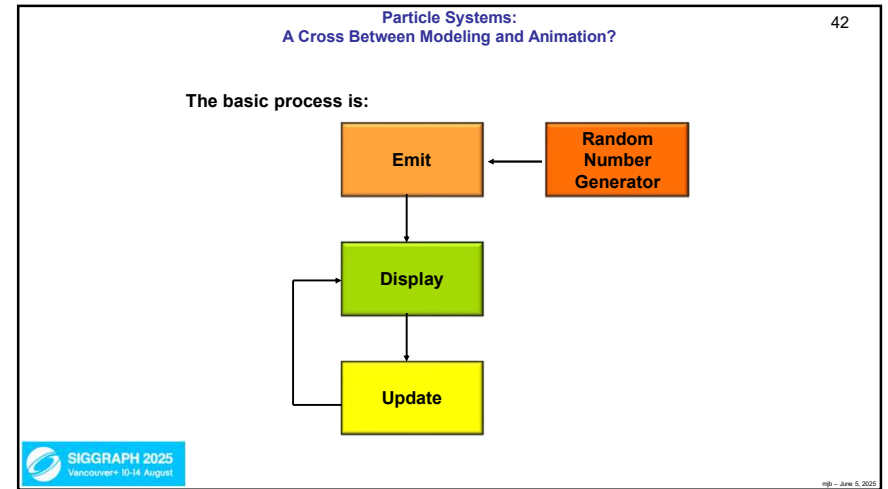 Particle Systems:
A Cross Between Modeling and Animation?
42
The basic process is:
Emit
Random
Number
Generator
Display
Update
SIGGRAPH 2025
Vancouver+ 10-14 August
mjb – June 5, 2025